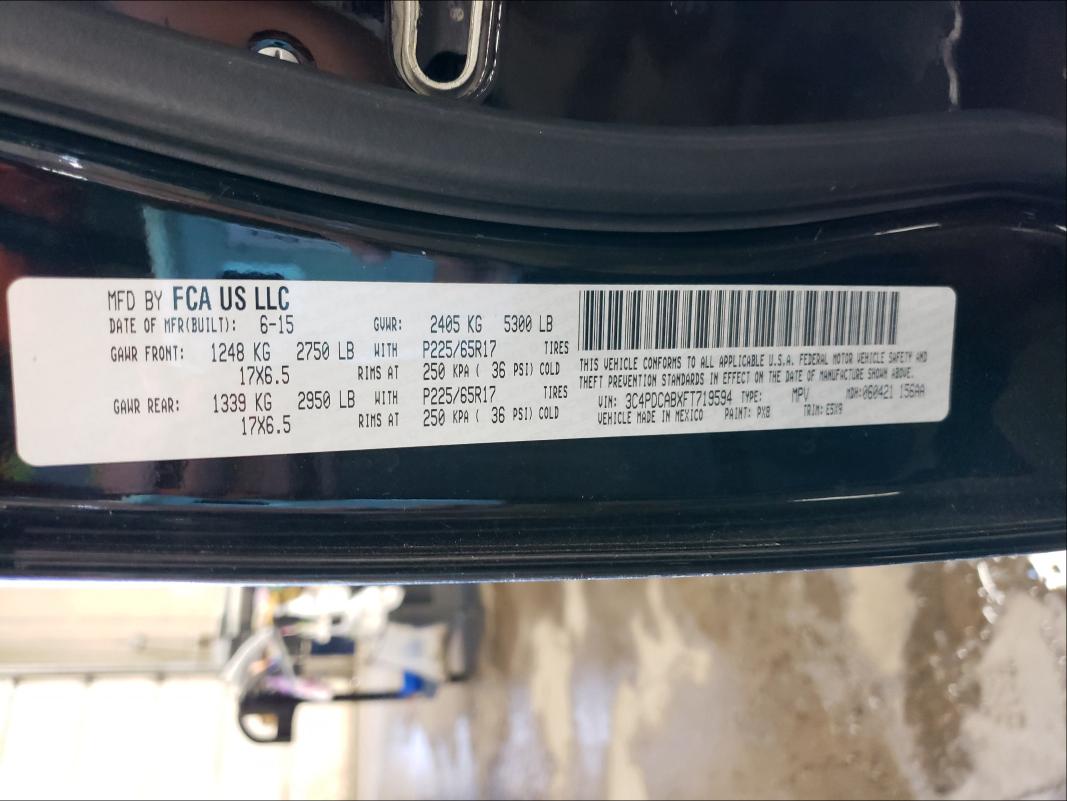 MFD BY FCA US LLC
DATE OF MFR(BUILT): 6-15 GVWR: 2405 KG 5300 LB
GAWR FRONT: 1248 KG 2750 LB WITH P225/65R17 TIRES
17X6.5 RIMS AT 250 KPA ( 36 PSI) COLD
GAWR REAR: 1339 KG 2950 LB WITH P225/65R17 TIRES
17X6.5 RIMS AT 250 KPA ( 36 PSI) COLD
THIS VEHICLE CONFORMS TO ALL APPLICABLE U.S.A. FEDERAL MOTOR VEHICLE SAFETY AND
THEFT PREVENTION STANDARDS IN EFFECT ON THE DATE OF MANUFACTURE SHOWN ABOVE.
VIN: 3C4PDCABXFT719594 TYPE: MPV MDH:060421 156AA
VEHICLE MADE IN MEXICO PAINT: PX8 TRIM: E5X9